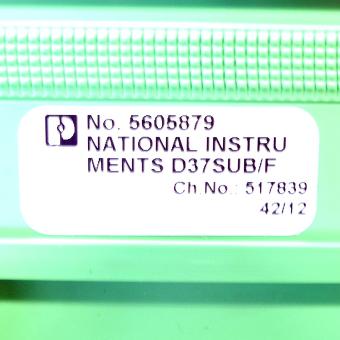 No. 5605879
NATIONAL INSTRU
MENTS D37SUB/F
Ch No.: 517839
42/12